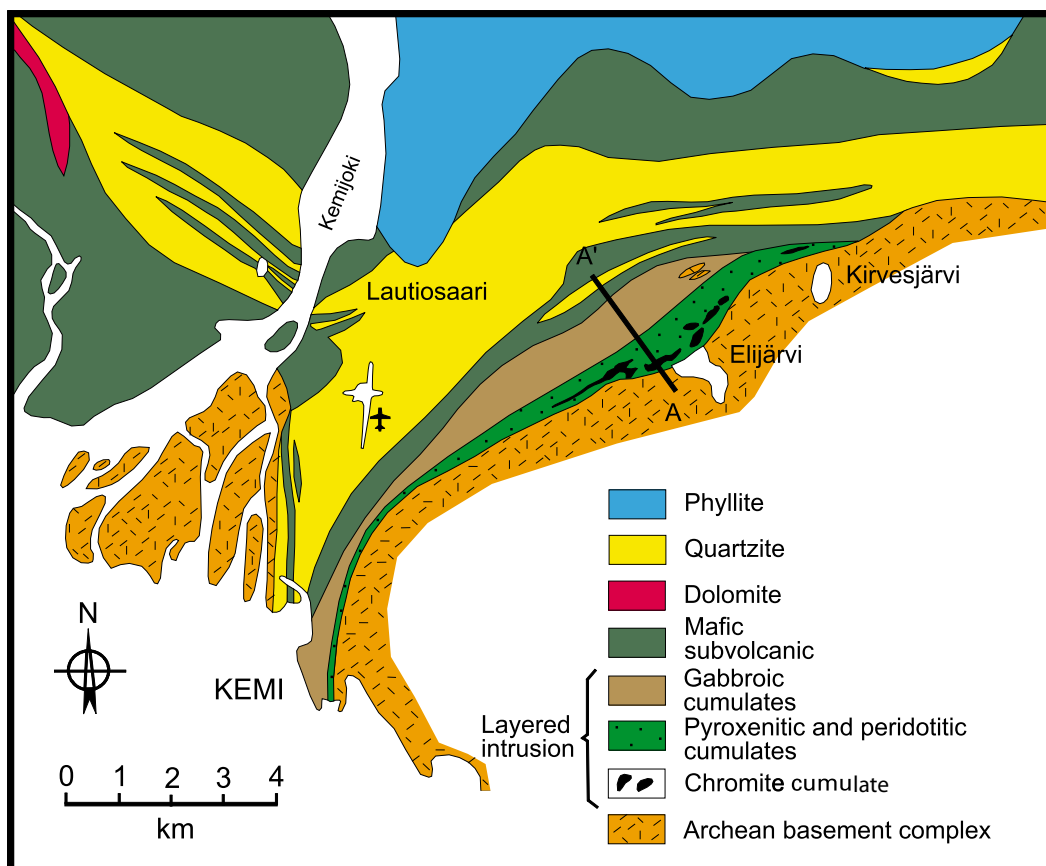 Kemijoki
Lautiosaari
A'
Kirvesjärvi
Elijärvi
A
KEMI
N
0 1 2 3 4
km
Phyllite
Quartzite
Dolomite
Mafic
subvolcanic
Layered
intrusion
Gabbroic
cumulates
Pyroxenitic and peridotitic
cumulates
Chromite cumulate
Archean basement complex